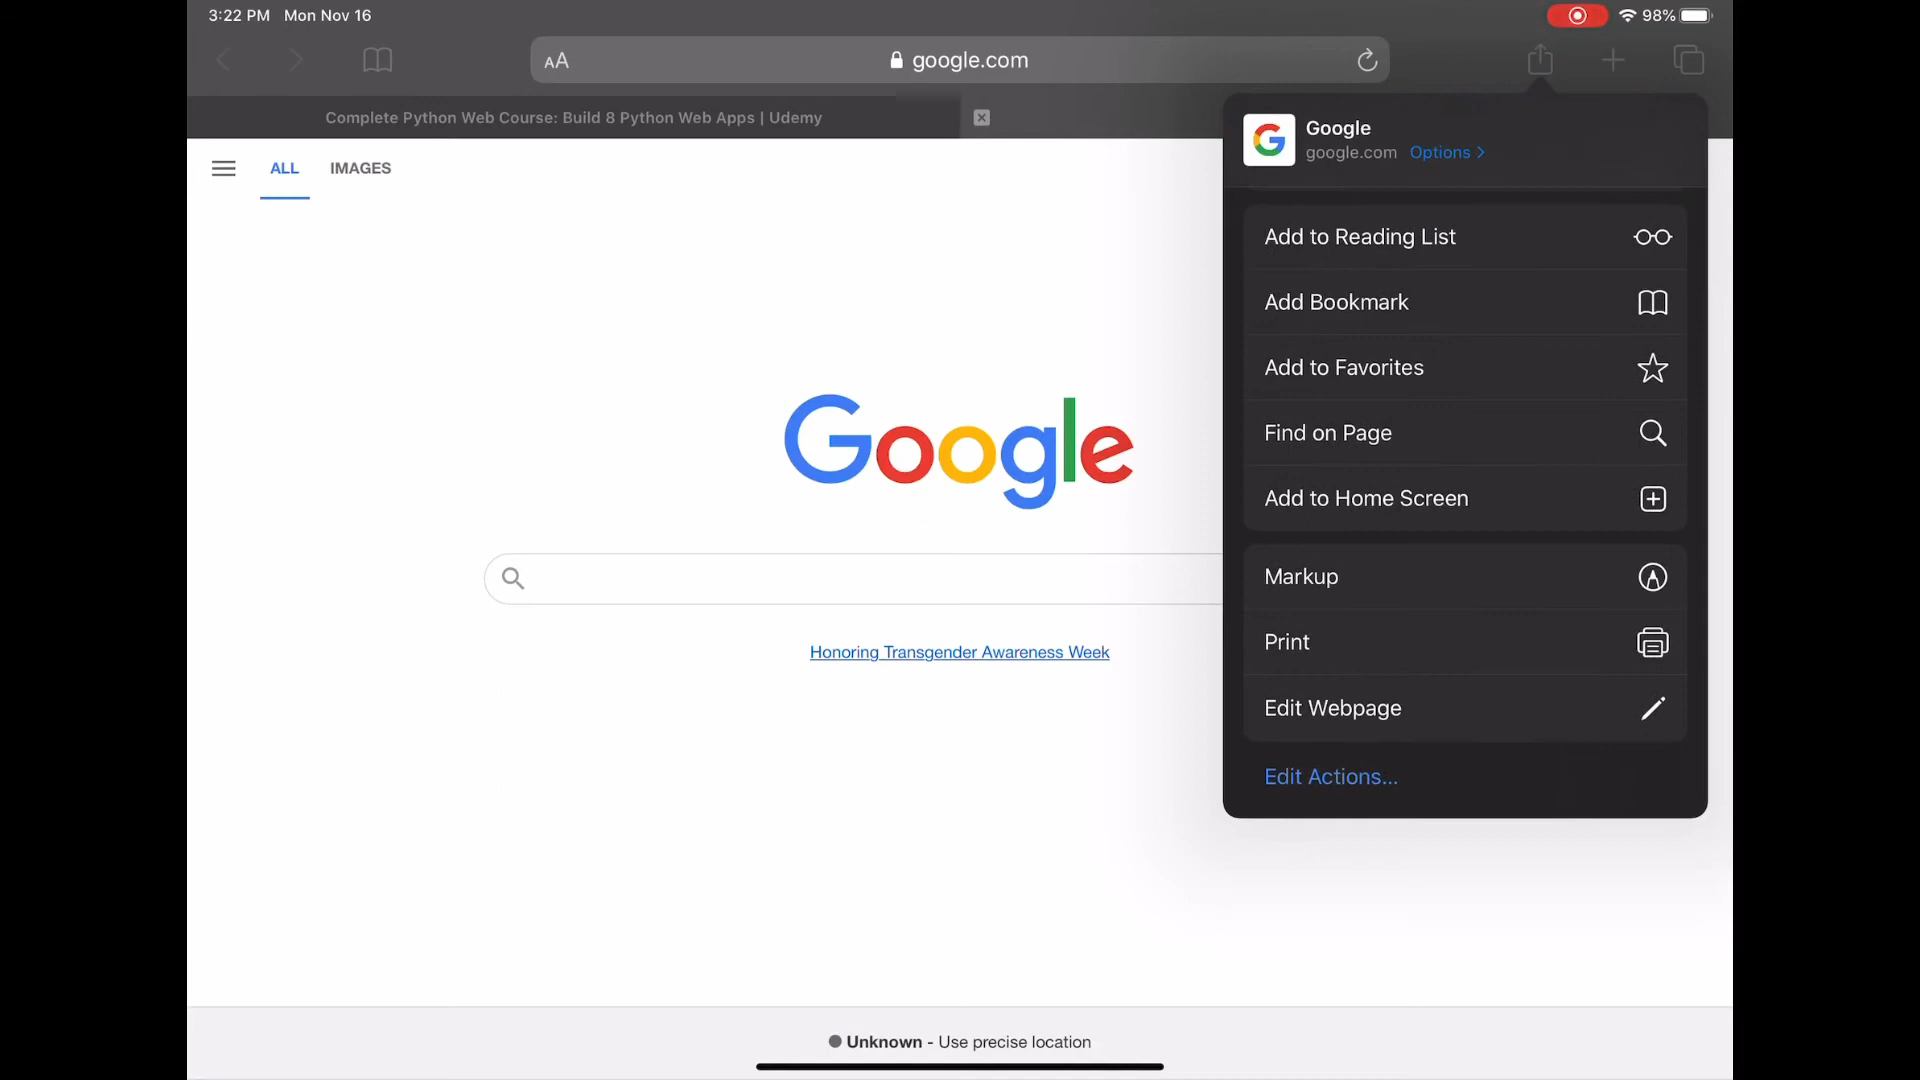 3:22 PM Mon Nov 16
98%
AA
google.com
Complete Python Web Course: Build 8 Python Web Apps | Udemy
Google
google.com Options >
ALL IMAGES
Add to Reading List
Add Bookmark
Add to Favorites
Find on Page
Add to Home Screen
Google
Markup
Print
Honoring Transgender Awareness Week
Edit Webpage
Edit Actions...
Unknown - Use precise location